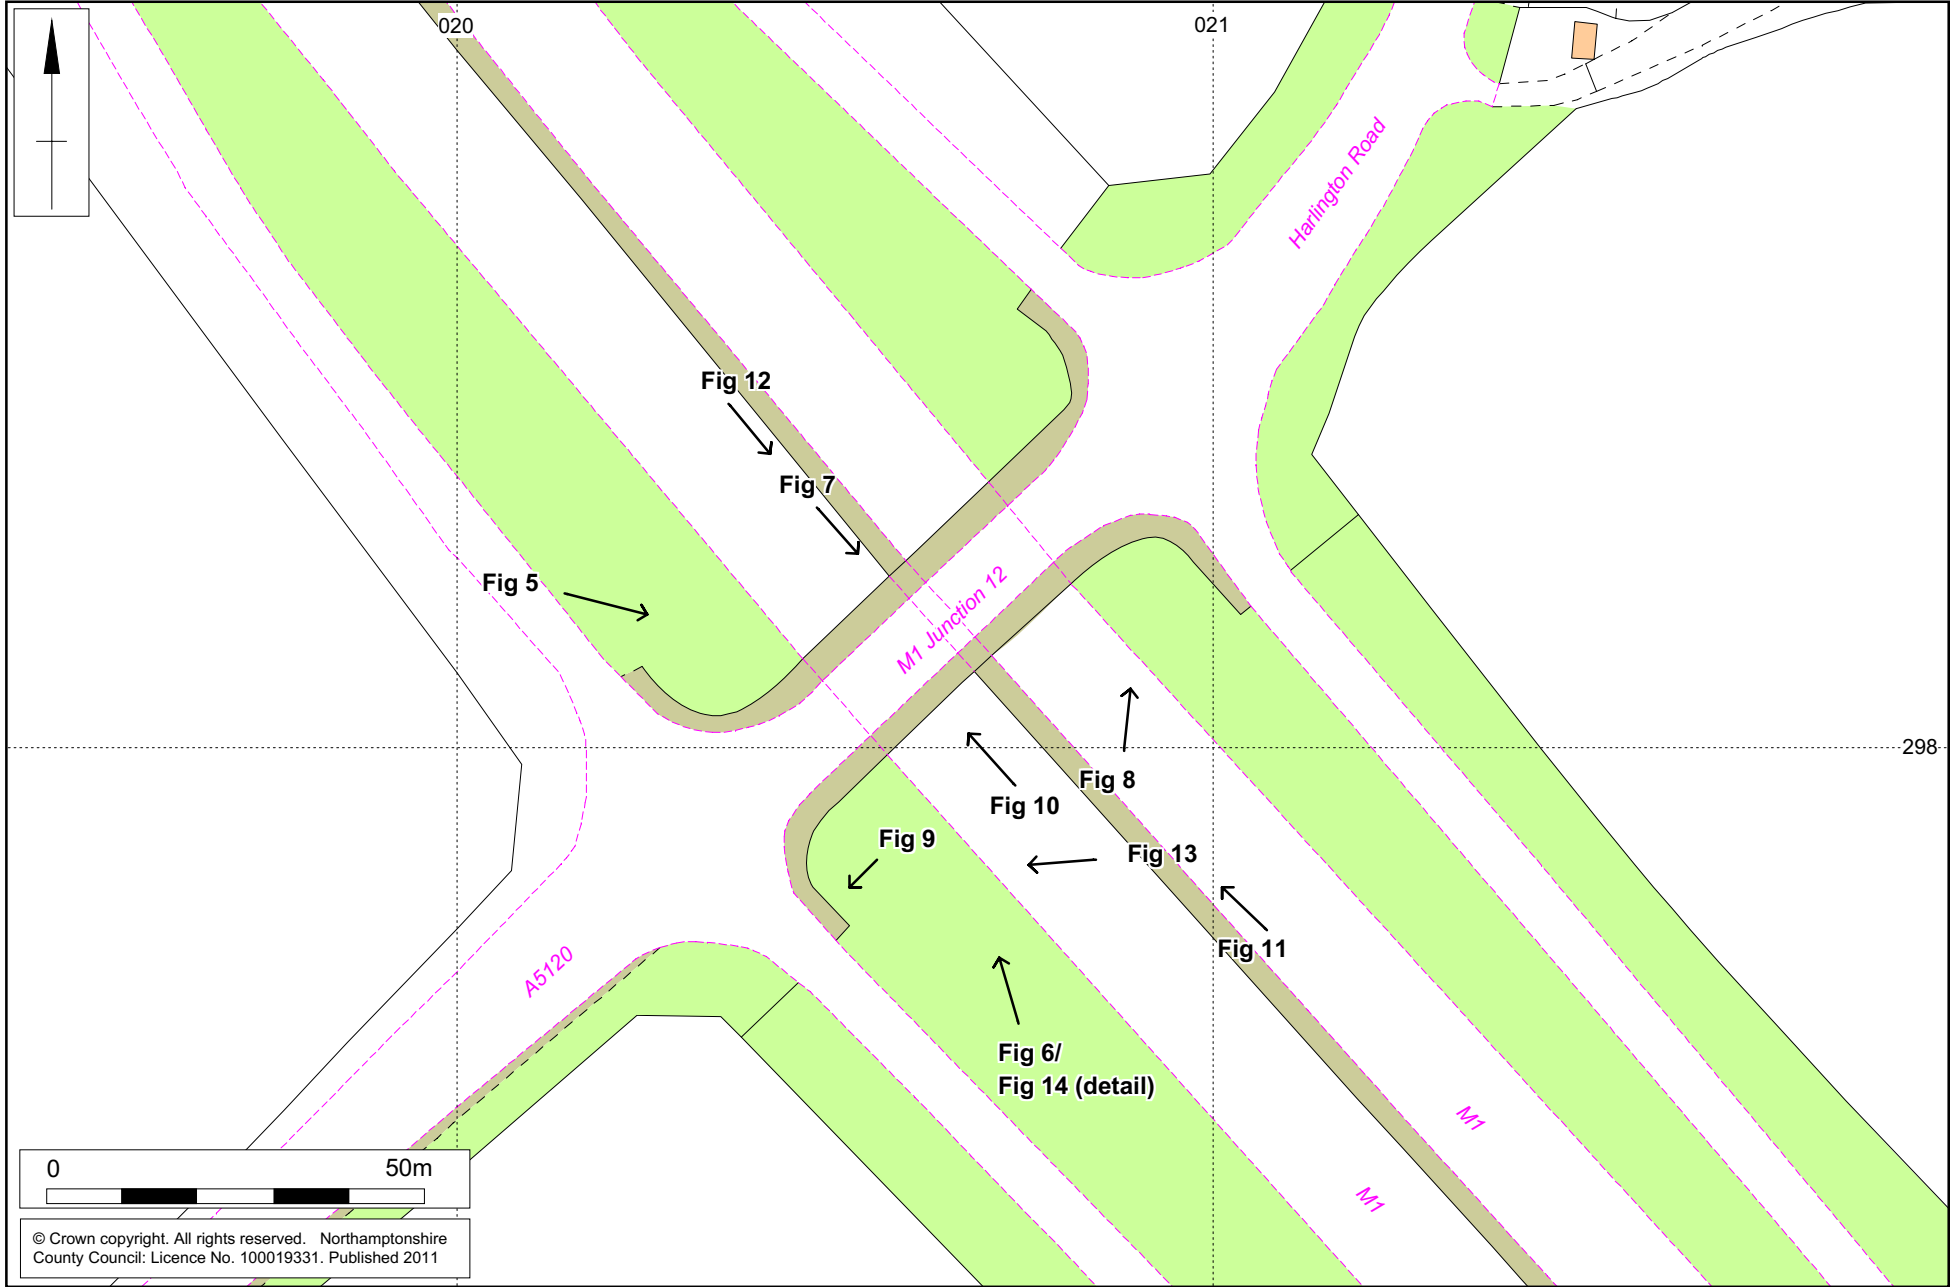 020
021
Harlington Road
Fig 12
Fig 7
Fig 5
M1 Junction 12
298
Fig 8
Fig 10
Fig 9
Fig 13
Fig 11
A5120
Fig 6/
Fig 14 (detail)
M1
M1
0 50m
© Crown copyright. All rights reserved. Northamptonshire
County Council: Licence No. 100019331. Published 2011